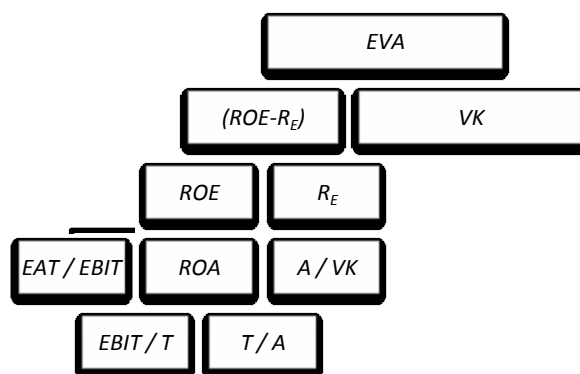 EVA
(ROE-RE)
VK
ROE
RE
EAT / EBIT
ROA
A / VK
EBIT / T
T / A